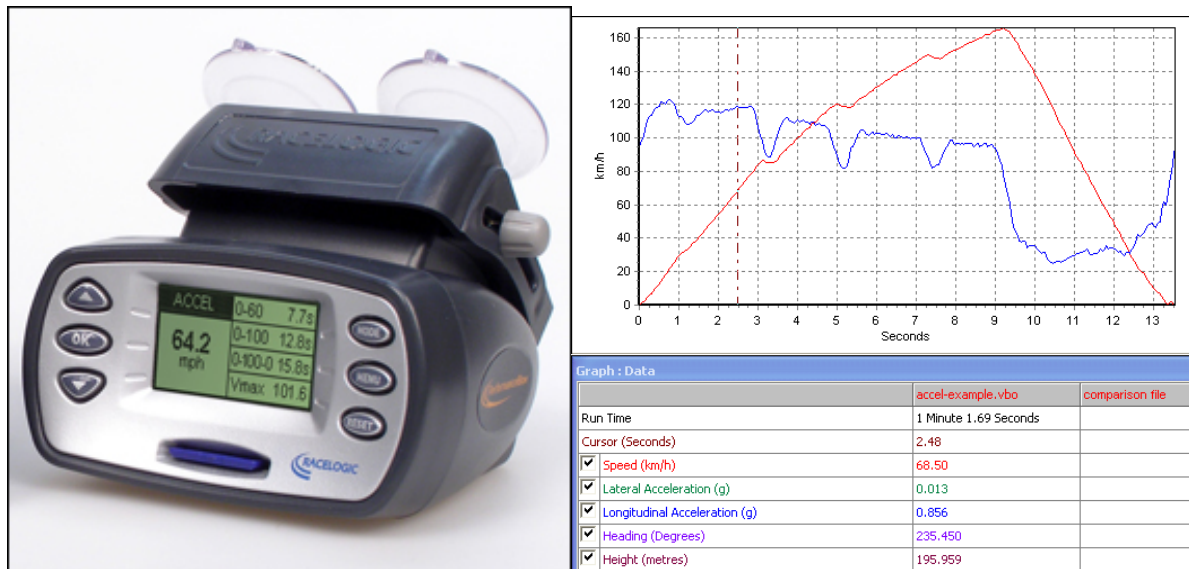 RACELOGIC
ACCEL
64.2
mph
0-60 7.7s
0-100 12.8s
0-100-0 15.8s
Vmax 101.6
OK
MODE
MENU
RESET
RACELOGIC
km/h
160
140
120
100
80
60
40
20
0
0 1 2 3 4 5 6 7 8 9 10 11 12 13
Seconds
Graph : Data
accel-example.vbo comparison file
Run Time 1 Minute 1.69 Seconds
Cursor (Seconds) 2.48
Speed (km/h) 68.50
Lateral Acceleration (g) 0.013
Longitudinal Acceleration (g) 0.856
Heading (Degrees) 235.450
Height (metres) 195.959